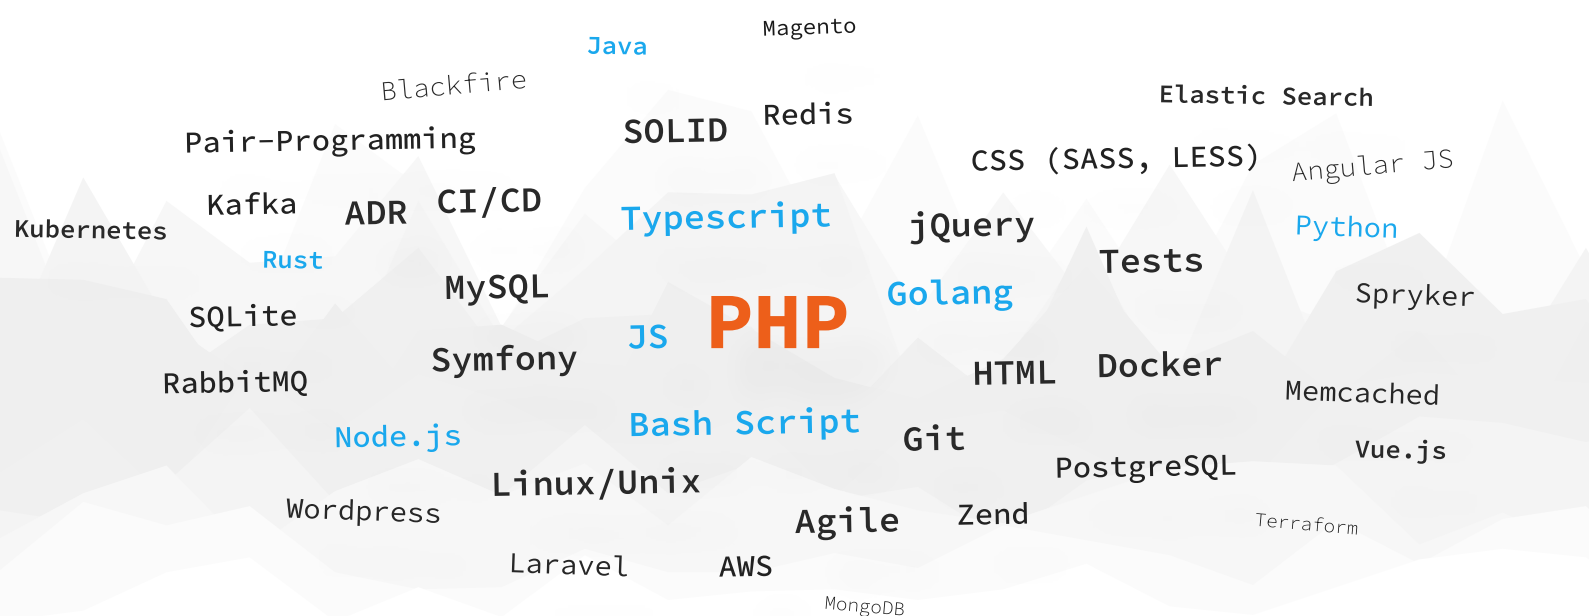 Magento
Java
Blackfire
Elastic Search
Redis
SOLID
Pair-Programming
CSS (SASS, LESS)
Angular JS
Kafka
ADR
CI/CD
Typescript
jQuery
Python
Kubernetes
Rust
Tests
MySQL
Golang
Spryker
SQLite
JS
PHP
Symfony
HTML
Docker
RabbitMQ
Memcached
Node.js
Bash Script
Git
Vue.js
PostgreSQL
Linux/Unix
Wordpress
Agile
Zend
Terraform
Laravel
AWS
MongoDB